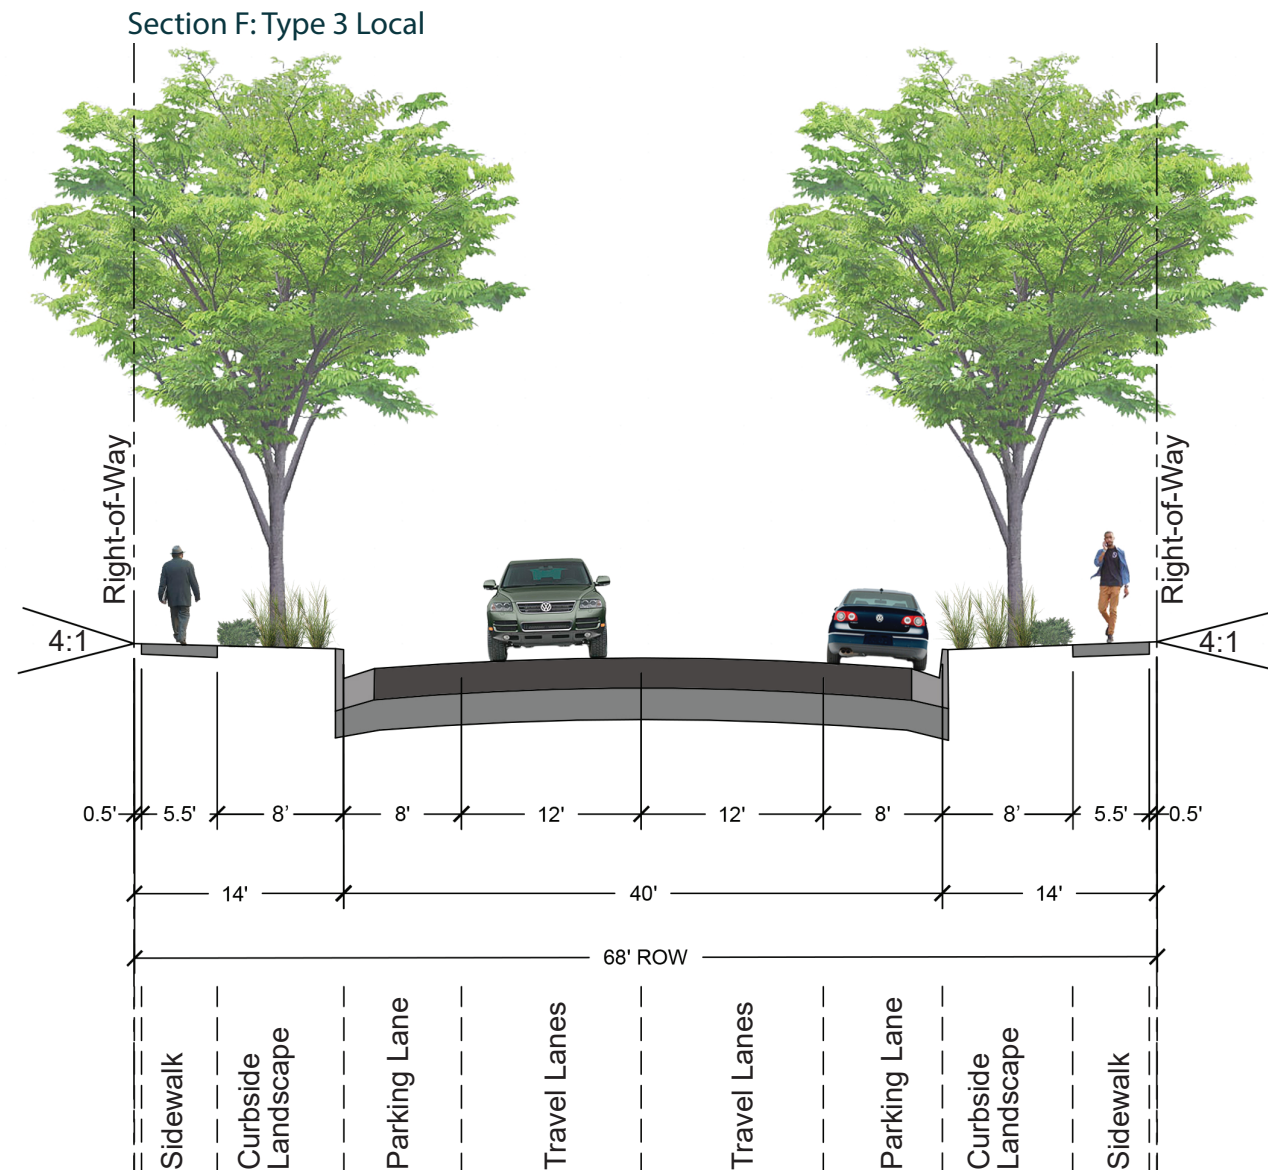 Section F: Type 3 Local
Right-of-Way
Right-of-Way
4:1
4:1
0.5'
5.5'
8'
8'
12'
12'
8'
8'
5.5'
0.5'
14'
40'
14'
68' ROW
Sidewalk
Curbside
Landscape
Parking Lane
Travel Lanes
Travel Lanes
Parking Lane
Curbside
Landscape
Sidewalk